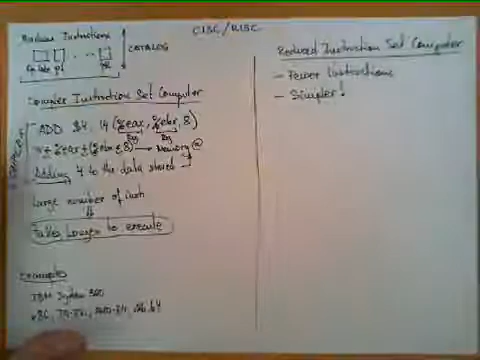 CISC/RISC
Machine Instructions
CATALOG
Complex Instruction Set Computer
ADD $4, 14(%eax, %ebx, 8)
Reg Reg
Memory @
Adding 4 to the data stored
Large number of inst
Takes Longer to execute
Examples
IBM System 360
Reduced Instruction Set Computer
- Fewer Instructions
- Simpler!